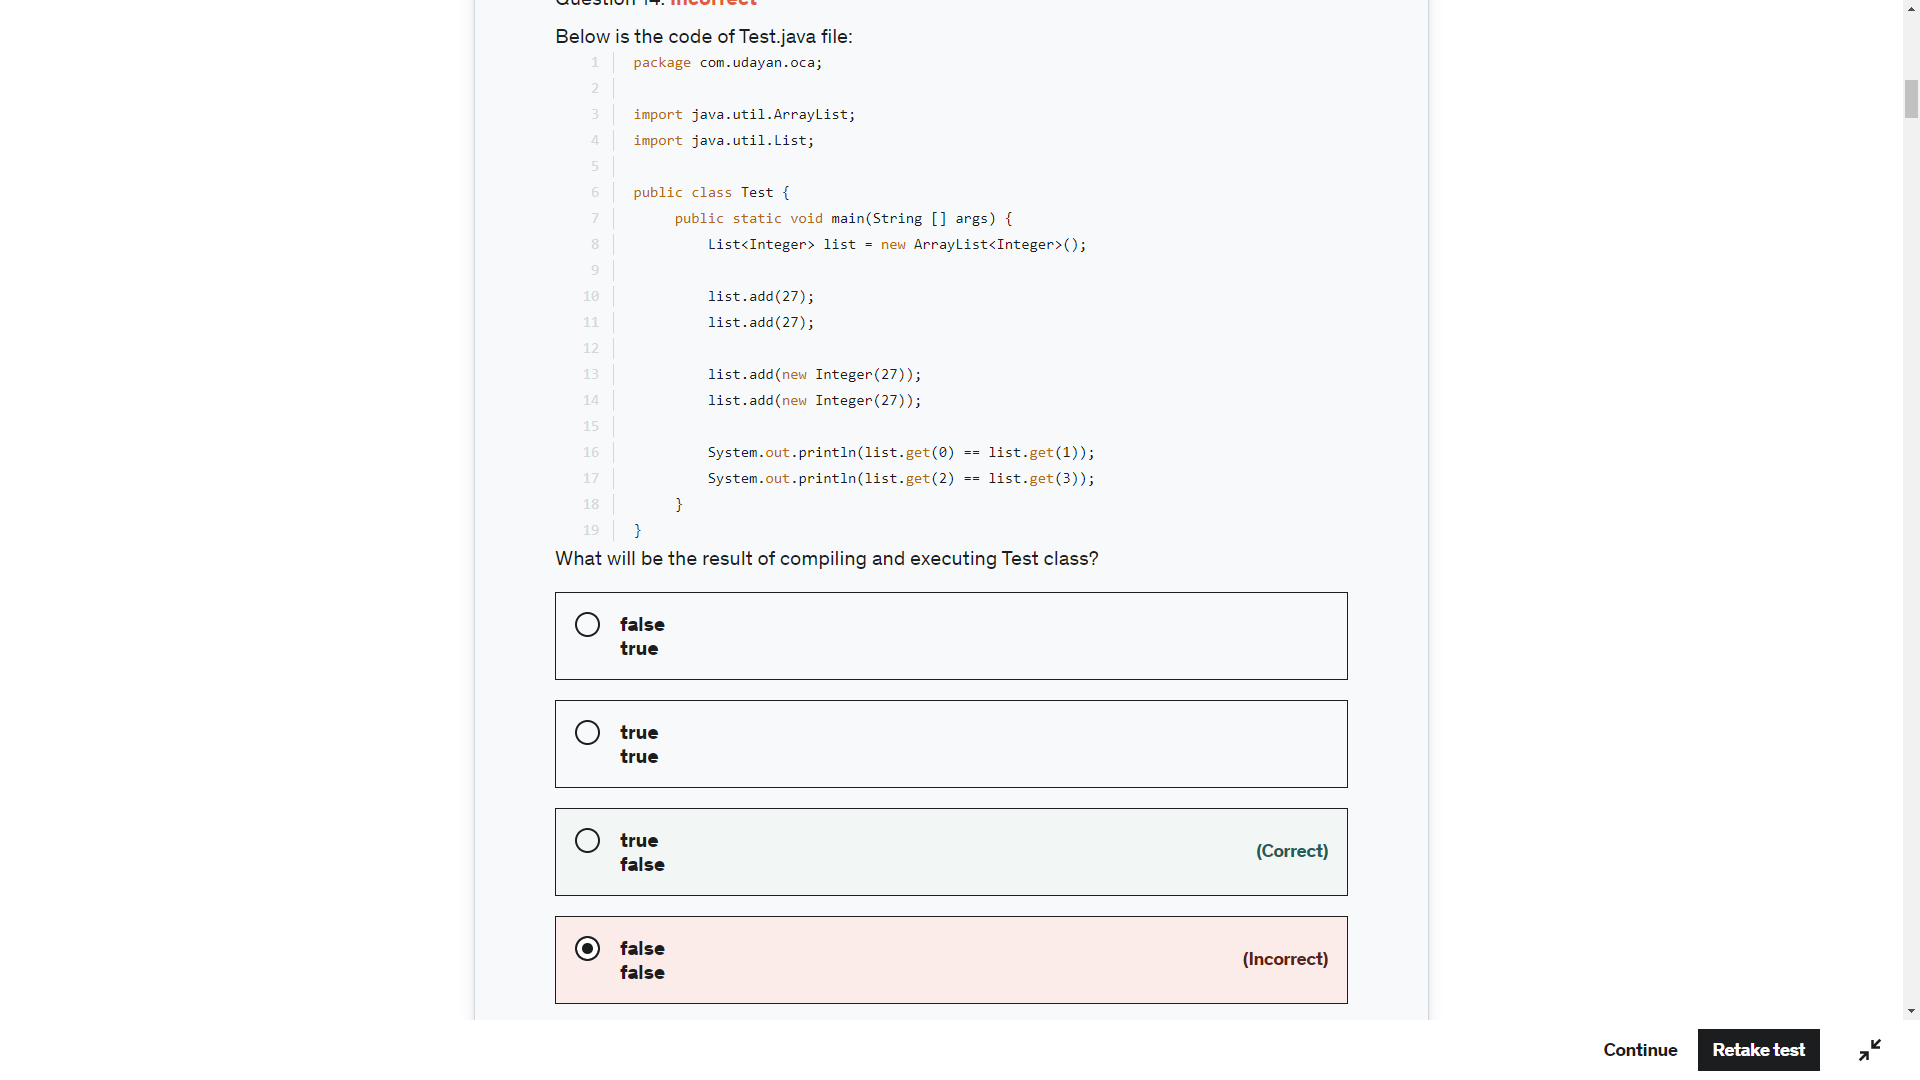 Question 14: Incorrect
Below is the code of Test.java file:
1 package com.udayan.oca;
2
3 import java.util.ArrayList;
4 import java.util.List;
5
6 public class Test {
7 public static void main(String [] args) {
8 List<Integer> list = new ArrayList<Integer>();
9
10 list.add(27);
11 list.add(27);
12
13 list.add(new Integer(27));
14 list.add(new Integer(27));
15
16 System.out.println(list.get(0) == list.get(1));
17 System.out.println(list.get(2) == list.get(3));
18 }
19 }
What will be the result of compiling and executing Test class?
false
true
true
true
true
false
(Correct)
false
false
(Incorrect)
Continue
Retake test